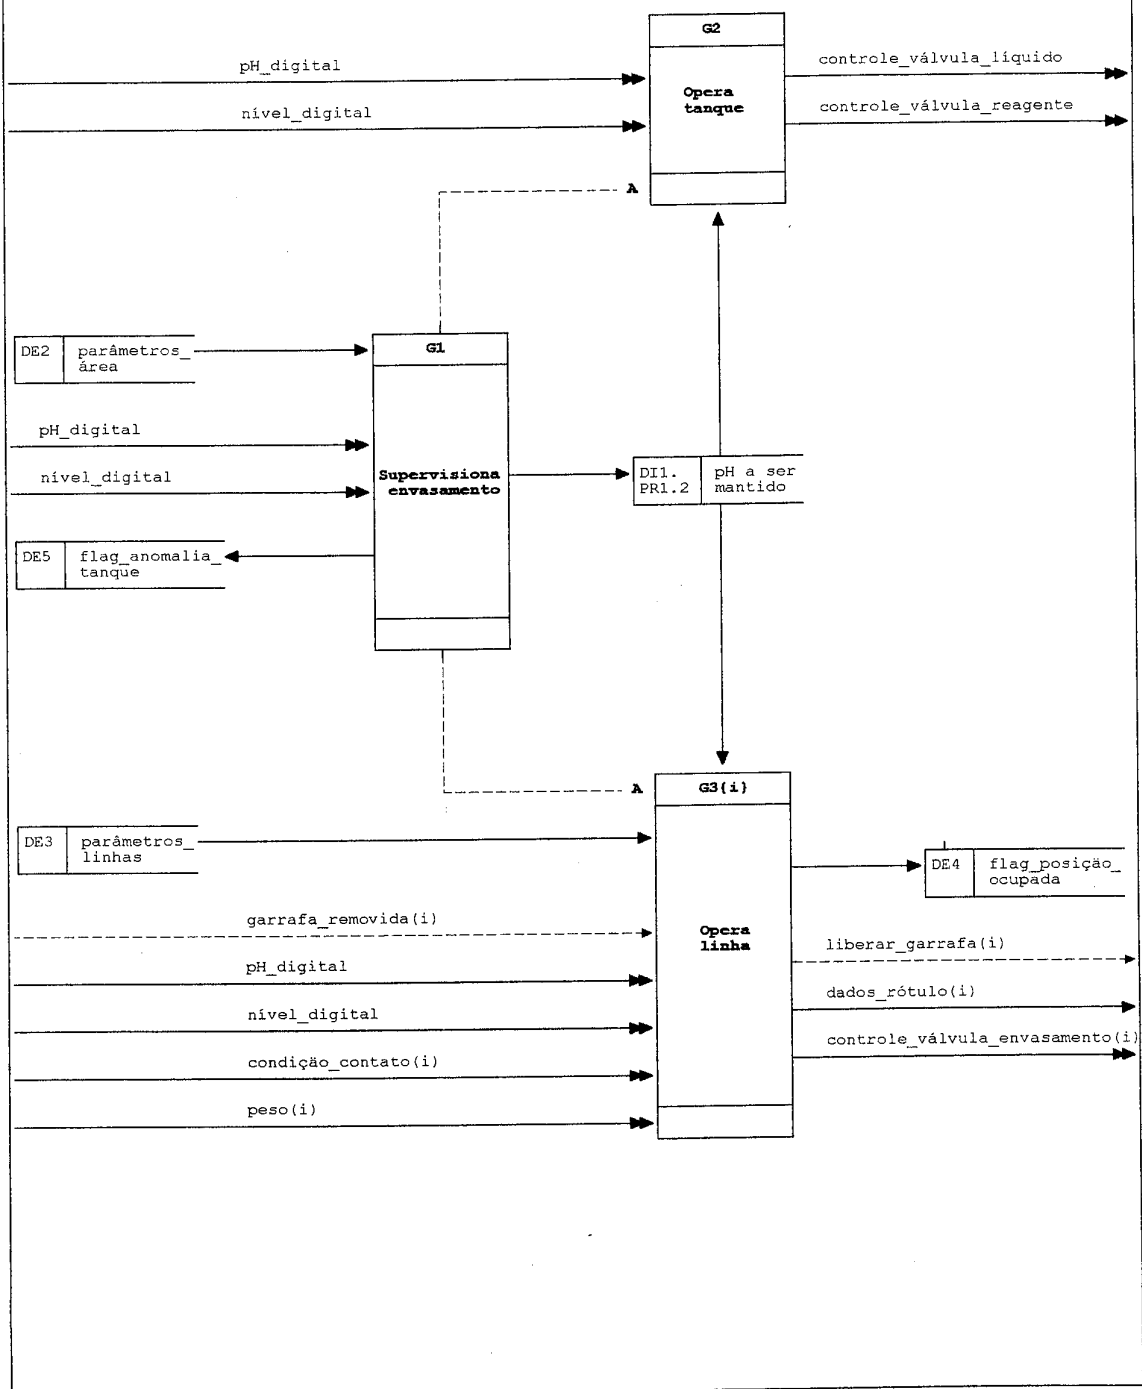 G2
pH_digital
controle_válvula_líquido
Opera
tanque
nível_digital
controle_válvula_reagente
A
DE2
parâmetros_
área
G1
pH_digital
Supervisiona
envasamento
nível_digital
DI1.
PR1.2
pH a ser
mantido
DE5
flag_anomalia_
tanque
A
G3(i)
DE3
parâmetros_
linhas
DE4
flag_posição_
ocupada
garrafa_removida(i)
Opera
linha
liberar_garrafa(i)
pH_digital
dados_rótulo(i)
nível_digital
controle_válvula_envasamento(i)
condição_contato(i)
peso(i)